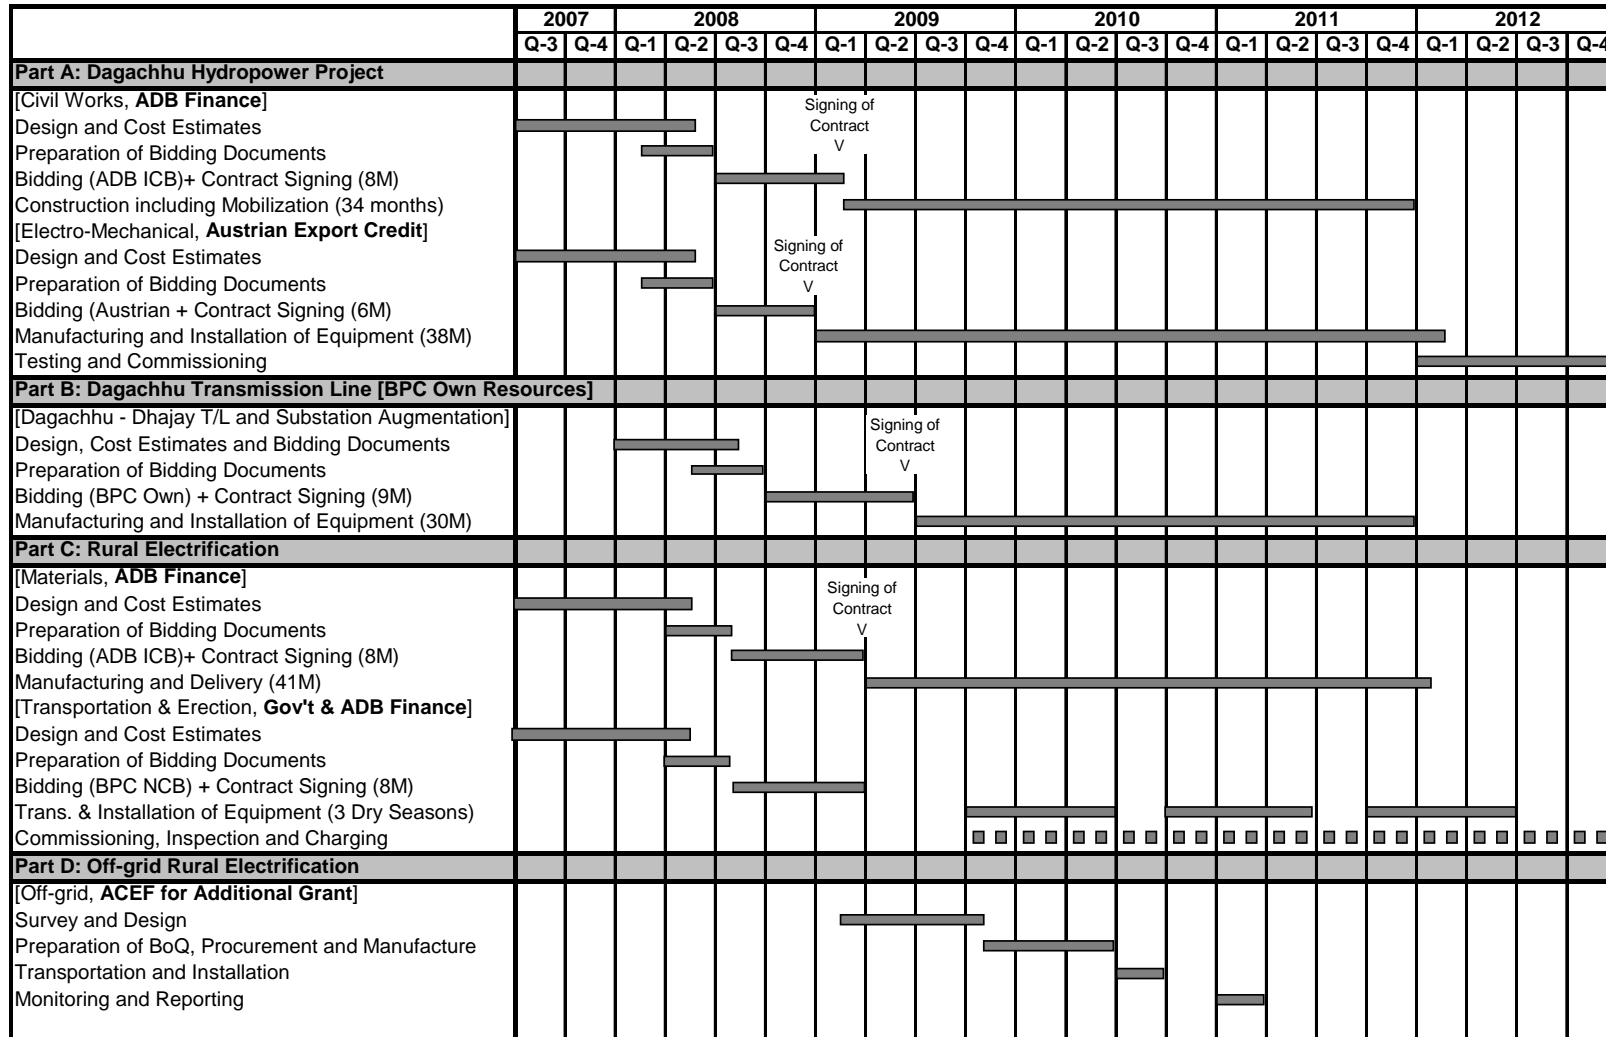 2007 2008 2009 2010 2011 2012
Q-3 Q-4 Q-1 Q-2 Q-3 Q-4 Q-1 Q-2 Q-3 Q-4 Q-1 Q-2 Q-3 Q-4 Q-1 Q-2 Q-3 Q-4 Q-1 Q-2 Q-3 Q-4
Part A: Dagachhu Hydropower Project
[Civil Works, ADB Finance]
Signing of
Contract
V
Design and Cost Estimates
Preparation of Bidding Documents
Bidding (ADB ICB)+ Contract Signing (8M)
Construction including Mobilization (34 months)
[Electro-Mechanical, Austrian Export Credit]
Signing of
Contract
V
Design and Cost Estimates
Preparation of Bidding Documents
Bidding (Austrian + Contract Signing (6M)
Manufacturing and Installation of Equipment (38M)
Testing and Commissioning
Part B: Dagachhu Transmission Line [BPC Own Resources]
[Dagachhu - Dhajay T/L and Substation Augmentation]
Signing of
Contract
V
Design, Cost Estimates and Bidding Documents
Preparation of Bidding Documents
Bidding (BPC Own) + Contract Signing (9M)
Manufacturing and Installation of Equipment (30M)
Part C: Rural Electrification
[Materials, ADB Finance]
Signing of
Contract
V
Design and Cost Estimates
Preparation of Bidding Documents
Bidding (ADB ICB)+ Contract Signing (8M)
Manufacturing and Delivery (41M)
[Transportation & Erection, Gov't & ADB Finance]
Design and Cost Estimates
Preparation of Bidding Documents
Bidding (BPC NCB) + Contract Signing (8M)
Trans. & Installation of Equipment (3 Dry Seasons)
Commissioning, Inspection and Charging
Part D: Off-grid Rural Electrification
[Off-grid, ACEF for Additional Grant]
Survey and Design
Preparation of BoQ, Procurement and Manufacture
Transportation and Installation
Monitoring and Reporting